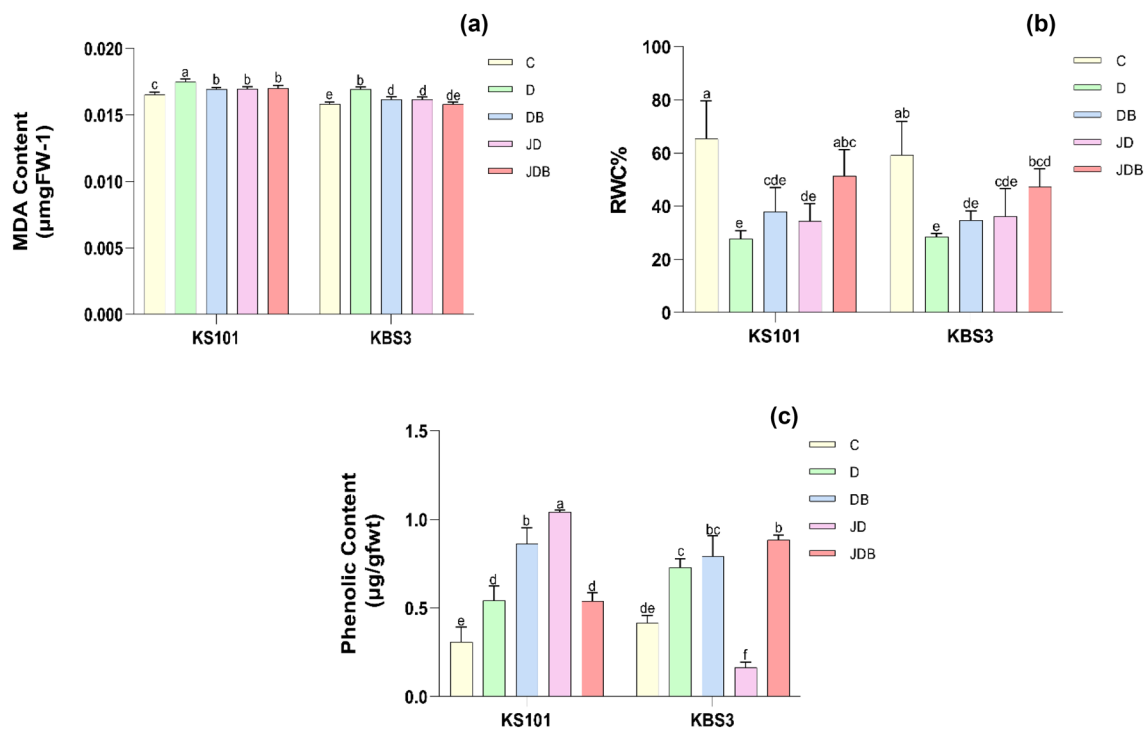 (a)
MDA Content
(μmgFW-1)
0.020
0.015
0.010
0.005
0.000
c
a
b
b
b
e
b
d
d
de
KS101
KBS3
C
D
DB
JD
JDB
(b)
RWC%
100
80
60
40
20
0
a
e
cde
de
abc
ab
e
de
cde
bcd
KS101
KBS3
C
D
DB
JD
JDB
(c)
Phenolic Content
(μg/gfwt)
1.5
1.0
0.5
0.0
e
d
b
a
d
de
c
bc
f
b
KS101
KBS3
C
D
DB
JD
JDB